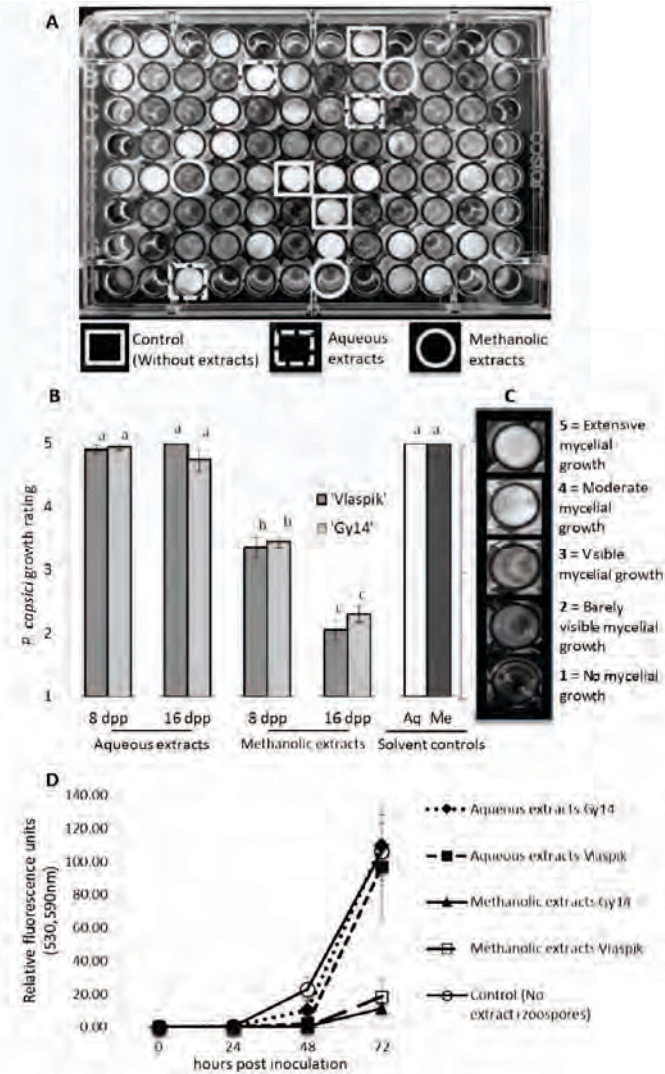 A
Control
(Without extracts)
Aqueous
extracts
Methanolic
extracts
B
C
P. capsici growth rating
5
4
3
2
1
a a
a a
b b
c c
a a
'Vlaspik'
'Gy14'
8 dpp
16 dpp
8 dpp
16 dpp
Aq Me
Aqueous extracts
Methanolic extracts
Solvent controls
5 = Extensive
mycelial
growth
4 = Moderate
mycelial
growth
3 = Visible
mycelial growth
2 = Barely
visible mycelial
growth
1 = No mycelial
growth
D
Relative fluorescence units
(530,590nm)
140.00
120.00
100.00
80.00
60.00
40.00
20.00
0.00
0
24
48
72
hours post inoculation
Aqueous extracts Gy14
Aqueous extracts Vlaspik
Methanolic extracts Gy14
Methanolic extracts Vlaspik
Control (No
extract+zoospores)